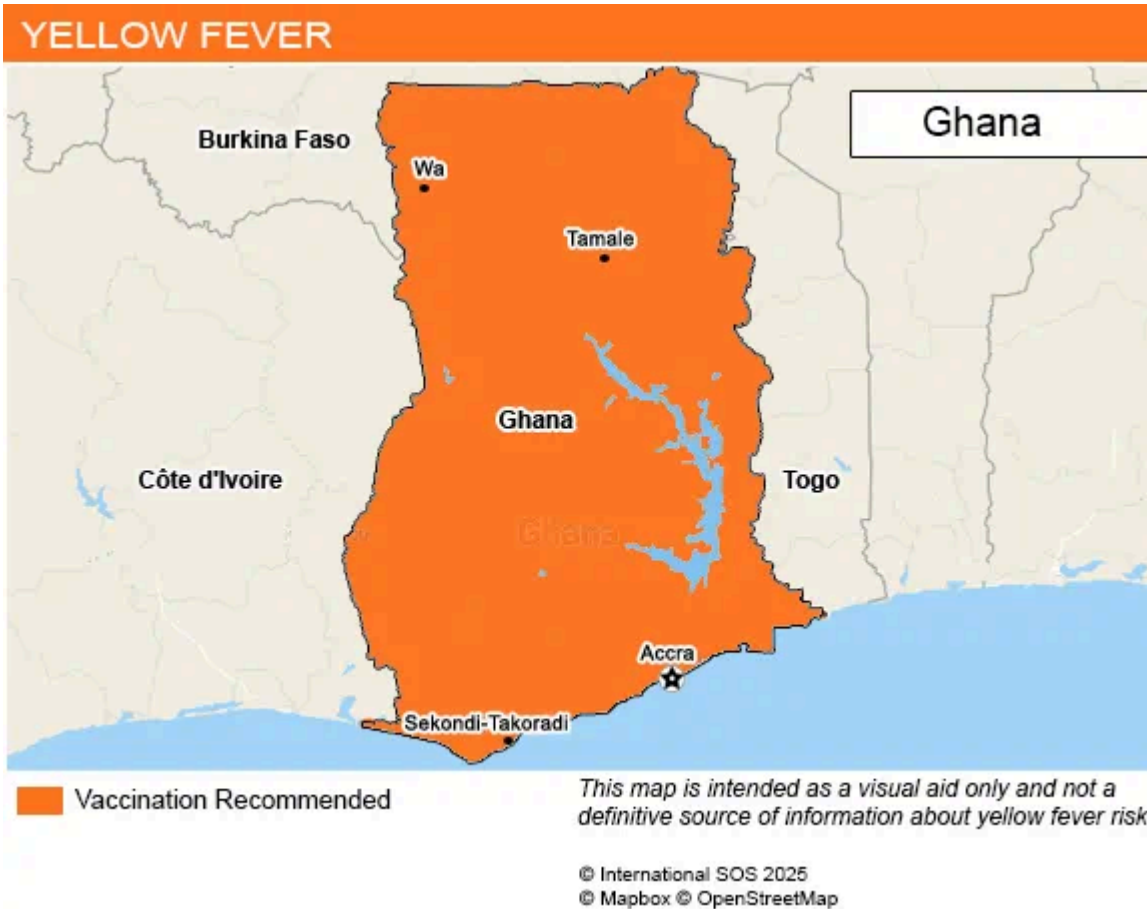 YELLOW FEVER
Ghana
Burkina Faso
Wa
Tamale
Ghana
Côte d'Ivoire
Togo
Ghana
Accra
Sekondi-Takoradi
Vaccination Recommended
This map is intended as a visual aid only and not a
definitive source of information about yellow fever risk
© International SOS 2025
© Mapbox © OpenStreetMap